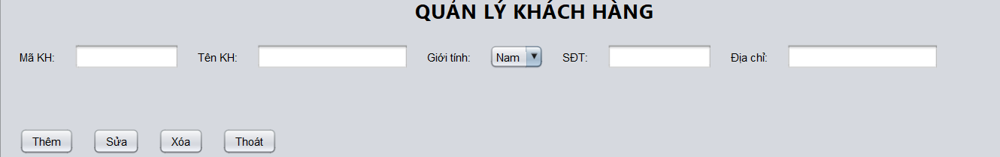 QUẢN LÝ KHÁCH HÀNG
Mã KH: Tên KH: Giới tính: Nam SĐT: Địa chỉ:
Thêm Sửa Xóa Thoát